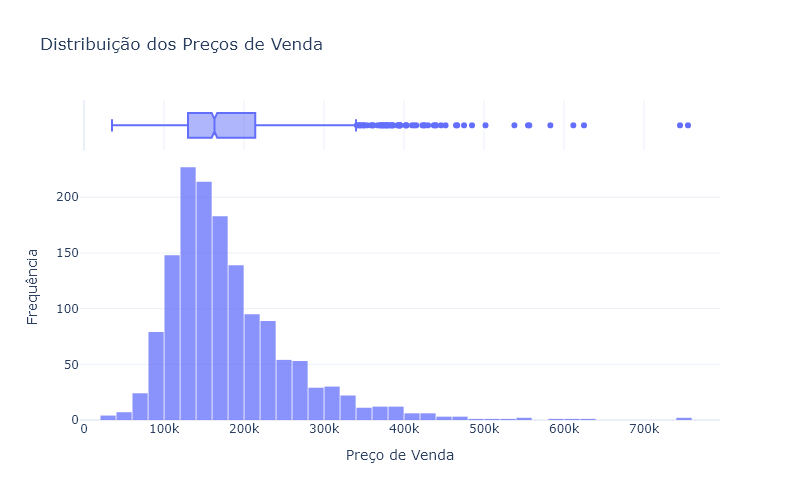 Distribuição dos Preços de Venda
200
150
100
50
0
Frequência
0 100k 200k 300k 400k 500k 600k 700k
Preço de Venda